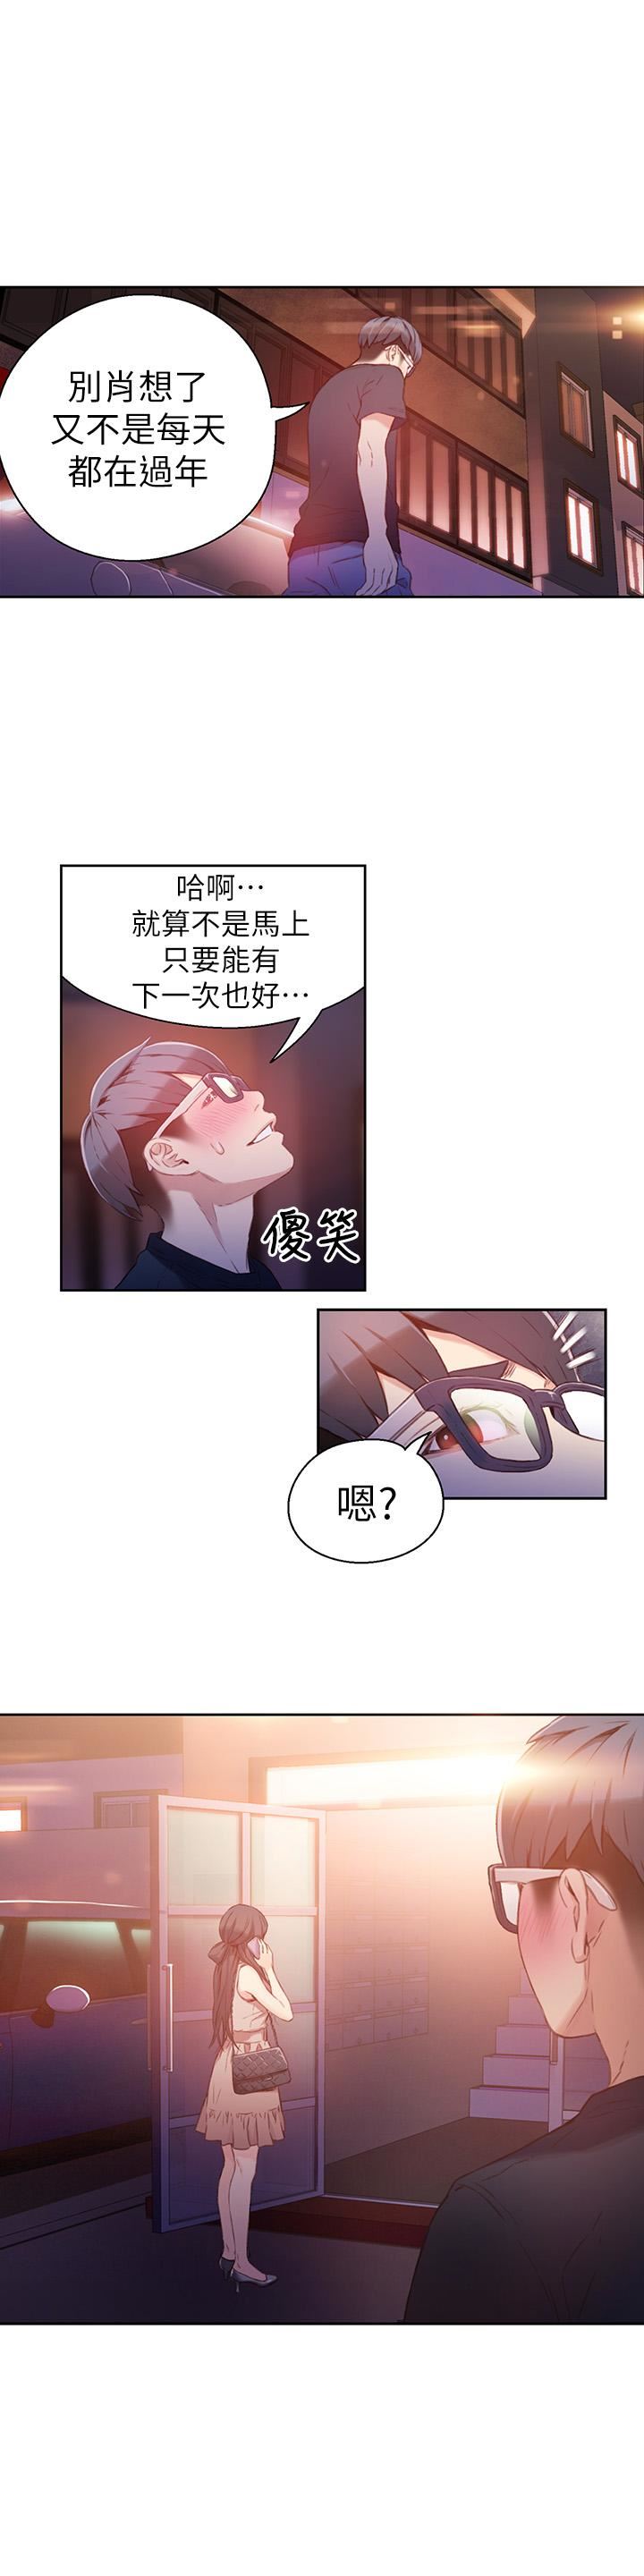 別肖想了
又不是每天
都在過年
哈啊…
就算不是馬上
只要能有
下一次也好…
傻笑
嗯?